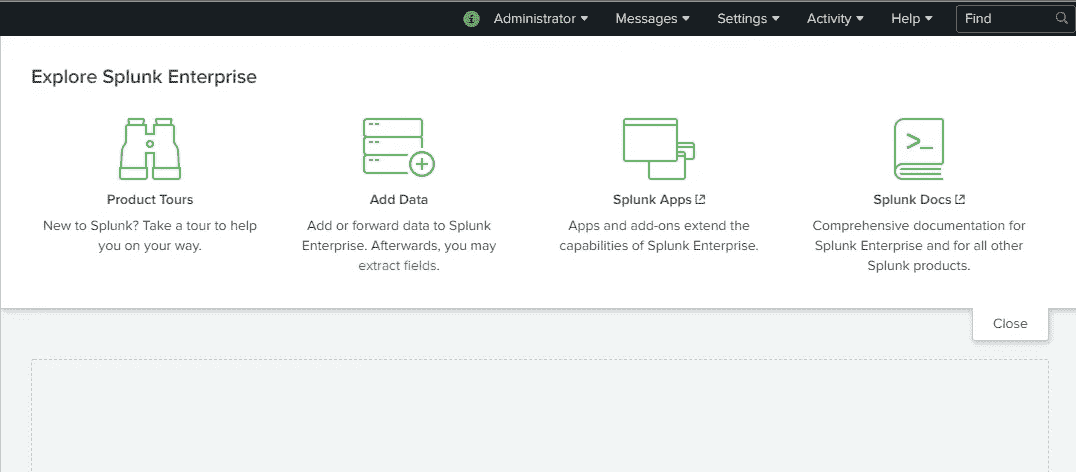 Administrator Messages Settings Activity Help Find
Explore Splunk Enterprise
>_
Product Tours
New to Splunk? Take a tour to help
you on your way.
Add Data
Add or forward data to Splunk
Enterprise. Afterwards, you may
extract fields.
Splunk Apps
Apps and add-ons extend the
capabilities of Splunk Enterprise.
Splunk Docs
Comprehensive documentation for
Splunk Enterprise and for all other
Splunk products.
Close